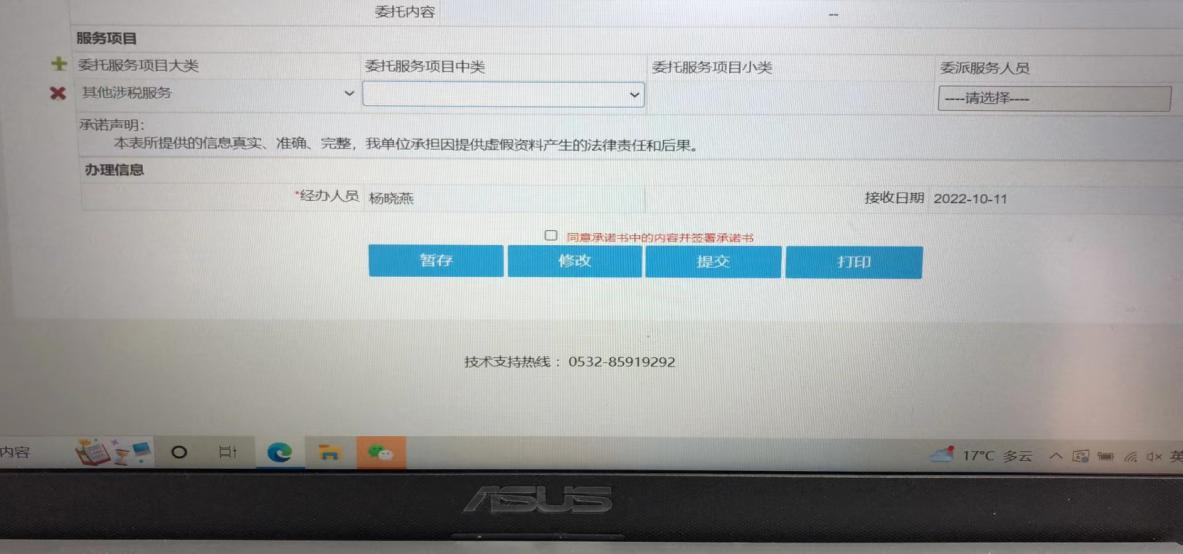 委托内容 --
服务项目
委托服务项目大类 委托服务项目中类 委托服务项目小类 委派服务人员
其他涉税服务 ----请选择----
承诺声明：
本表所提供的信息真实、准确、完整，我单位承担因提供虚假资料产生的法律责任和后果。
办理信息
*经办人员 杨晓燕 接收日期 2022-10-11
同意承诺书中的内容并签署承诺书
暂存 修改 提交 打印
技术支持热线： 0532-85919292
内容 17°C 多云 英
ASUS